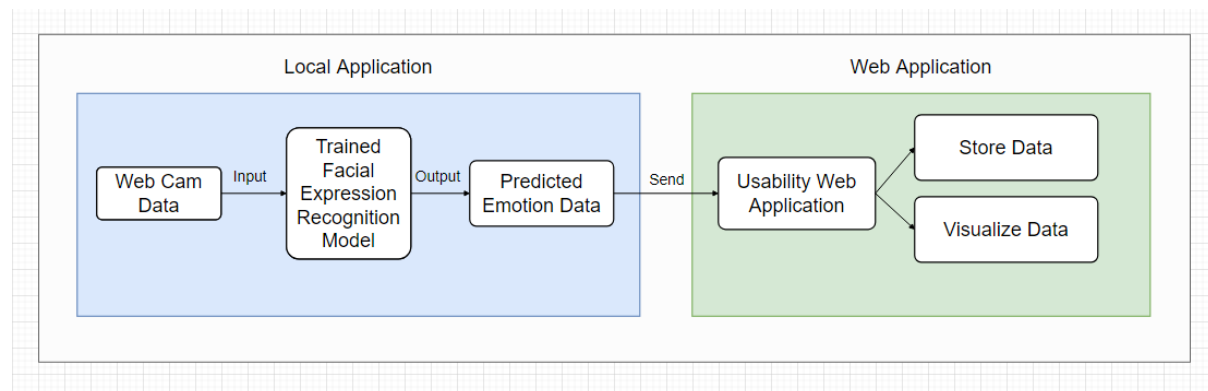 Local Application
Web Application
Web Cam
Data
Input
Trained
Facial
Expression
Recognition
Model
Output
Predicted
Emotion Data
Send
Usability Web
Application
Store Data
Visualize Data